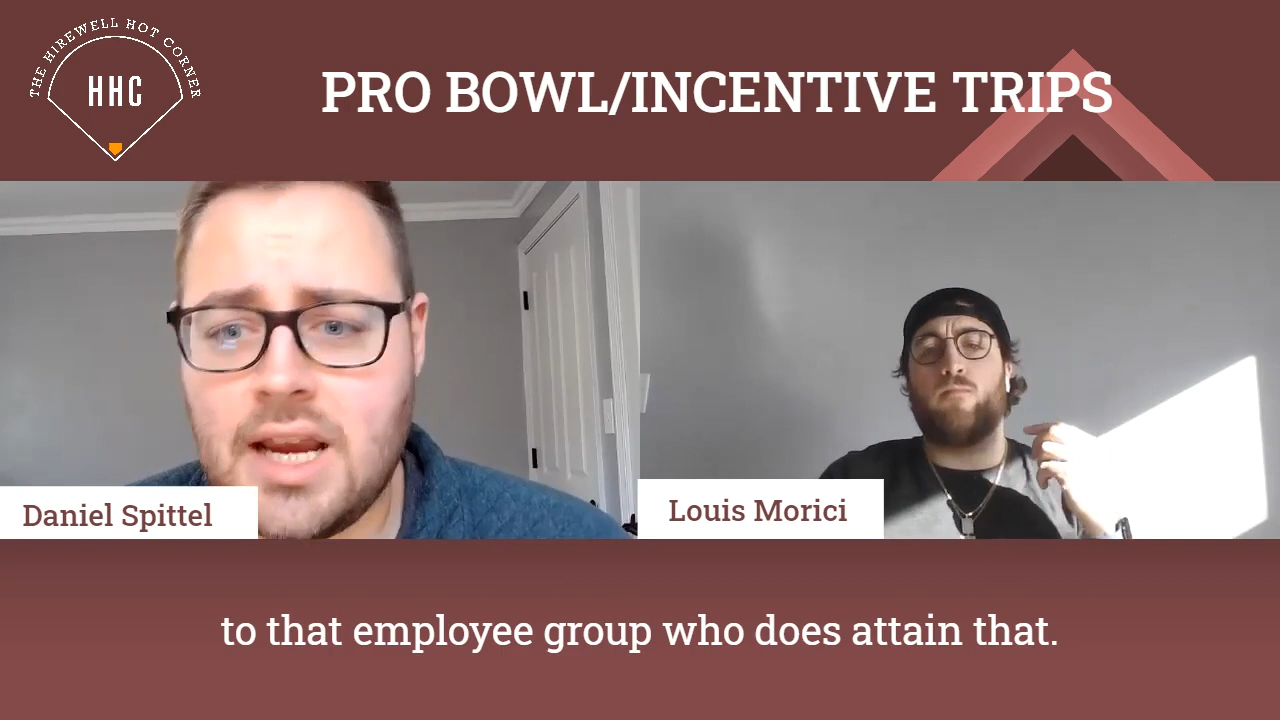 THE HIREWELL HOT CORNER
HHC
PRO BOWL/INCENTIVE TRIPS
Daniel Spittel
Louis Morici
to that employee group who does attain that.